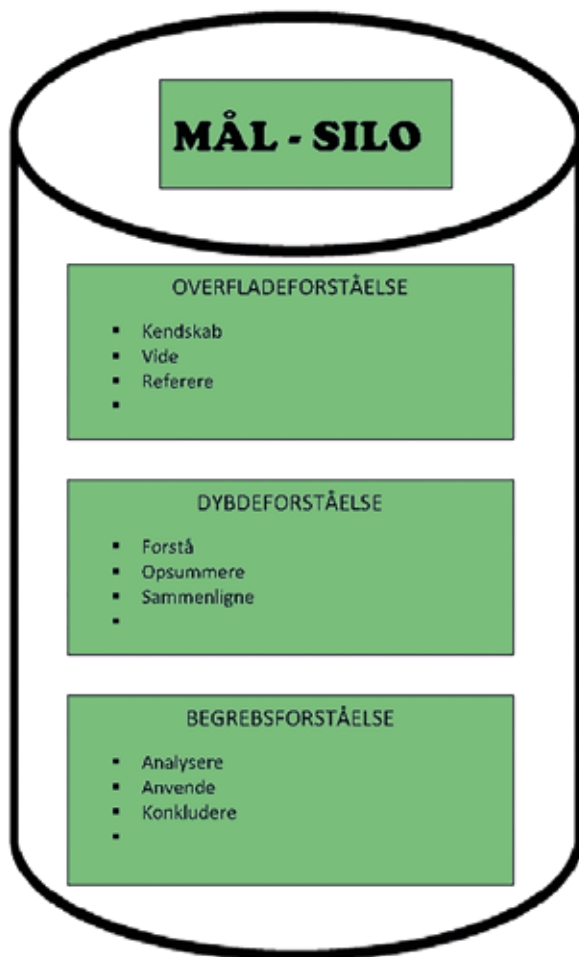 MÅL - SILO
OVERFLADEFORSTÅELSE
▪ Kendskab
▪ Vide
▪ Referere
▪
DYBDEFORSTÅELSE
▪ Forstå
▪ Opsummere
▪ Sammenligne
▪
BEGREBSFORSTÅELSE
▪ Analysere
▪ Anvende
▪ Konkludere
▪